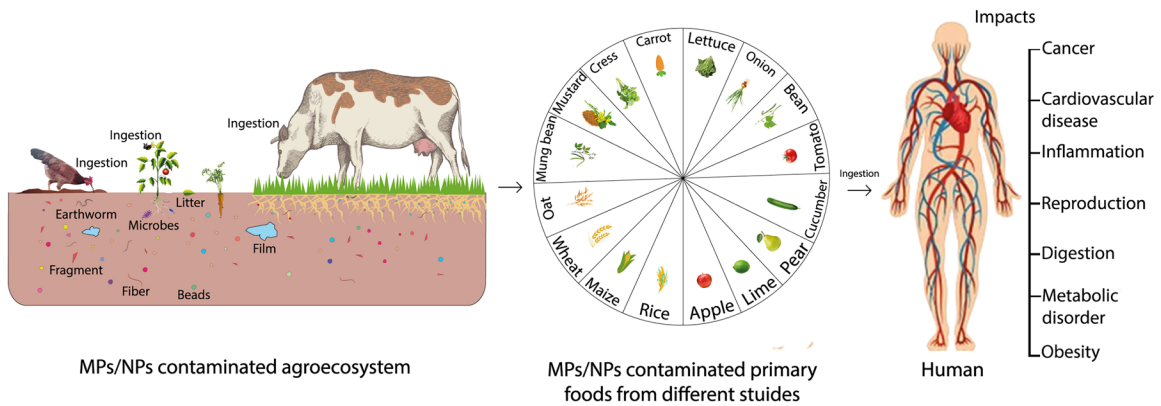 Ingestion
Ingestion
Ingestion
Earthworm
Litter
Microbes
Film
Fragment
Fiber
Beads
MPs/NPs contaminated agroecosystem
Carrot
Lettuce
Onion
Bean
Tomato
Cucumber
Pear
Lime
Apple
Rice
Maize
Wheat
Oat
Mung bean
Mustard
Cress
MPs/NPs contaminated primary
foods from different stuides
Ingestion
Impacts
Cancer
Cardiovascular
disease
Inflammation
Reproduction
Digestion
Metabolic
disorder
Obesity
Human